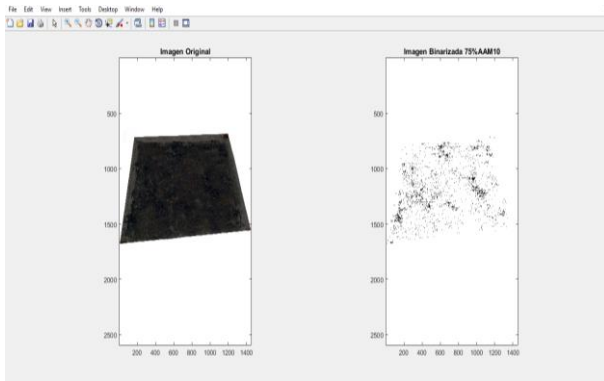 File Edit View Insert Tools Desktop Window Help
Imagen Original
500
1000
1500
2000
2500
200 400 600 800 1000 1200 1400
Imagen Binarizada 75%AAM10
500
1000
1500
2000
2500
200 400 600 800 1000 1200 1400